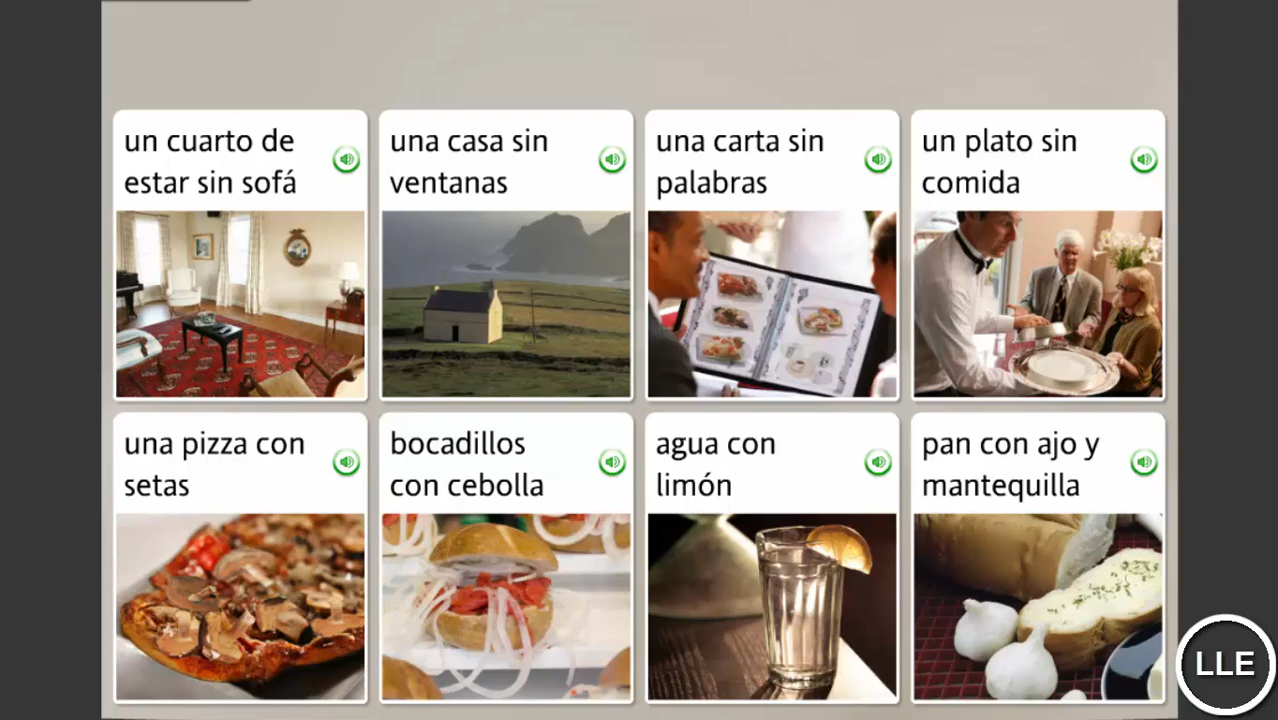 un cuarto de
estar sin sofá
una casa sin
ventanas
una carta sin
palabras
un plato sin
comida
una pizza con
setas
bocadillos
con cebolla
agua con
limón
pan con ajo y
mantequilla
LLE